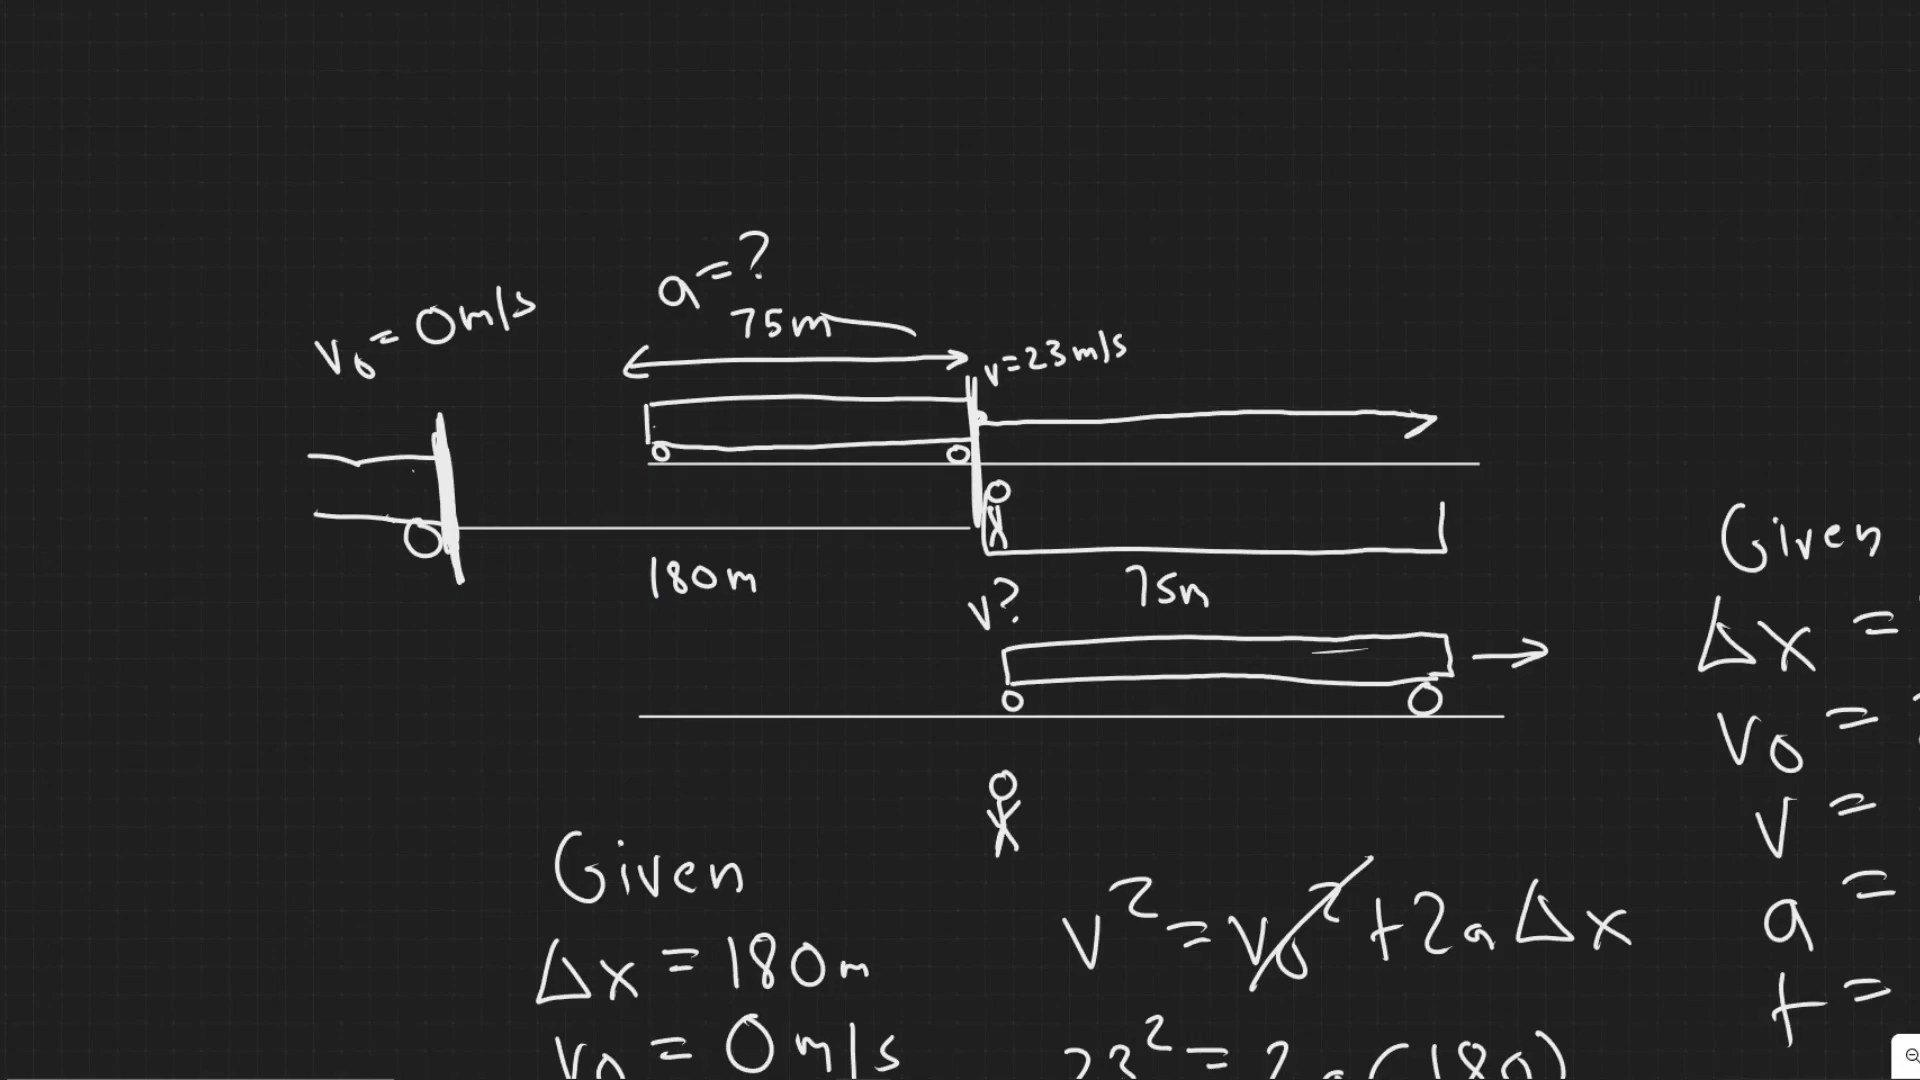 a=?
v₀ = 0m/s
75m
v=23m/s
180m
v?
75m
Given
Δx = 180m
v₀ = 0m/s
v² = v₀² + 2aΔx
23² = 2a(180)
Given
Δx =
v₀ =
v =
a =
t =